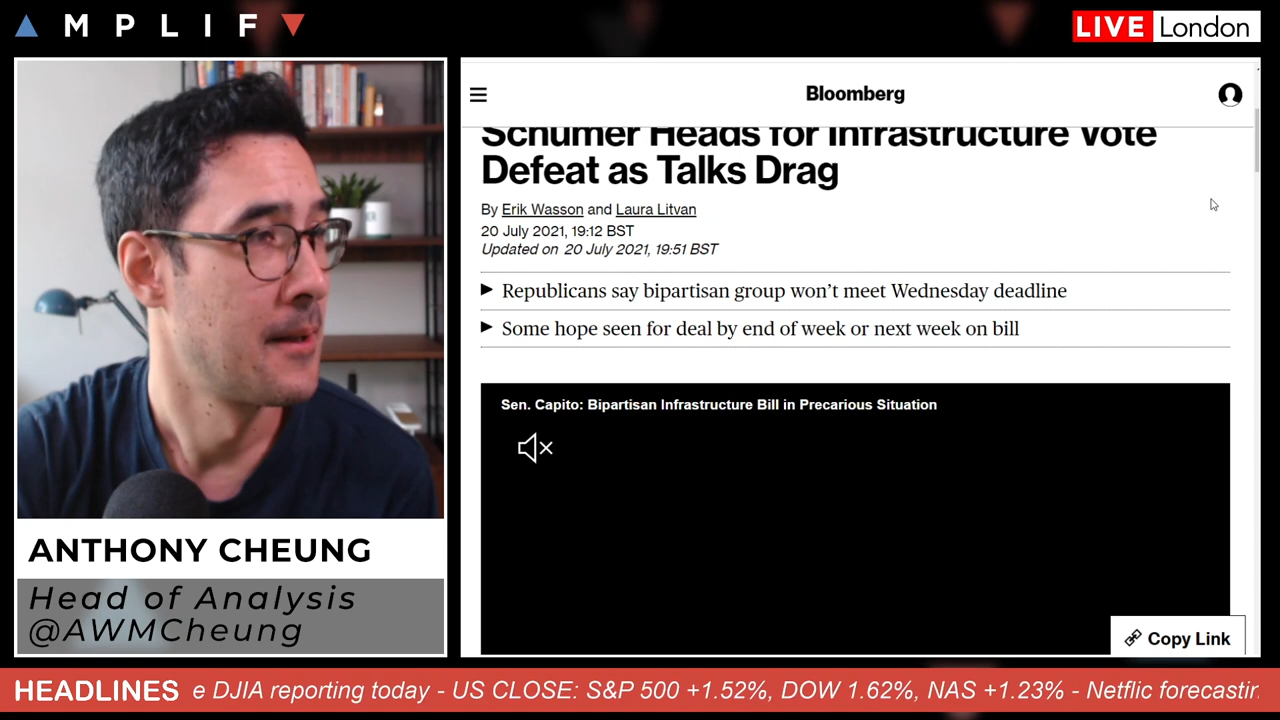 AMPLIFY
LIVE London
Bloomberg
Schumer Heads for Infrastructure Vote
Defeat as Talks Drag
By Erik Wasson and Laura Litvan
20 July 2021, 19:12 BST
Updated on 20 July 2021, 19:51 BST
Republicans say bipartisan group won't meet Wednesday deadline
Some hope seen for deal by end of week or next week on bill
Sen. Capito: Bipartisan Infrastructure Bill in Precarious Situation
Copy Link
ANTHONY CHEUNG
Head of Analysis
@AWMCheung
HEADLINES e DJIA reporting today - US CLOSE: S&P 500 +1.52%, DOW 1.62%, NAS +1.23% - Netflic forecastin